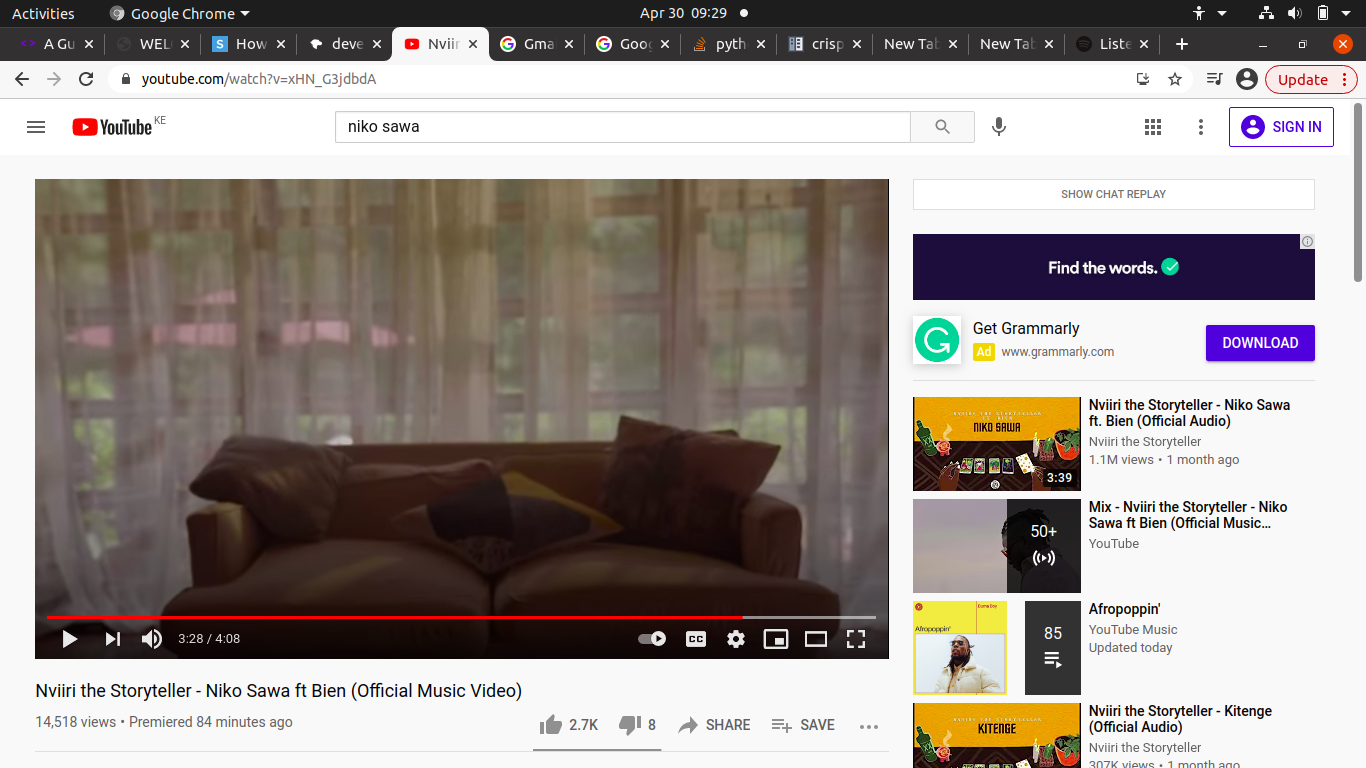 Activities
Google Chrome
Apr 30 09:29
A Gu
WEL
How
deve
Nviir
Gma
Goog
pyth
crisp
New Tab
New Tab
Liste
youtube.com/watch?v=xHN_G3jdbdA
Update
YouTube KE
niko sawa
SIGN IN
SHOW CHAT REPLAY
Find the words.
Get Grammarly
Ad www.grammarly.com
DOWNLOAD
NVIIRI THE STORYTELLER
FT. BIEN
NIKO SAWA
3:39
Nviiri the Storyteller - Niko Sawa
ft. Bien (Official Audio)
Nviiri the Storyteller
1.1M views • 1 month ago
50+
Mix - Nviiri the Storyteller - Niko
Sawa ft Bien (Official Music...
YouTube
Burna Boy
Afropoppin'
85
Afropoppin'
YouTube Music
Updated today
NVIIRI THE STORYTELLER
KITENGE
Nviiri the Storyteller - Kitenge
(Official Audio)
Nviiri the Storyteller
307K views • 1 month ago
3:28 / 4:08
CC
Nviiri the Storyteller - Niko Sawa ft Bien (Official Music Video)
14,518 views • Premiered 84 minutes ago
2.7K
8
SHARE
SAVE